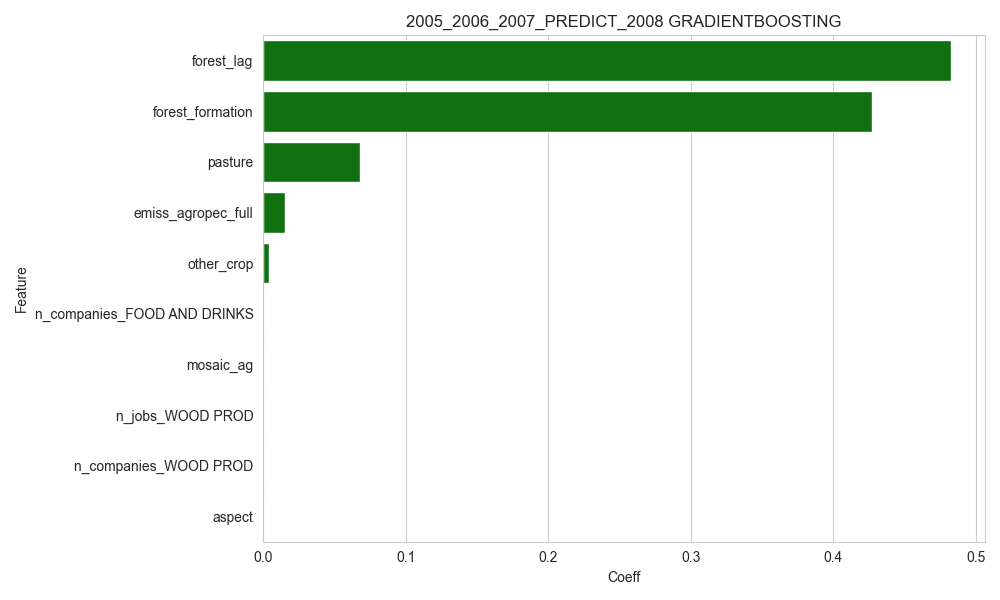 2005_2006_2007_PREDICT_2008 GRADIENTBOOSTING
Feature
forest_lag
forest_formation
pasture
emiss_agropec_full
other_crop
n_companies_FOOD AND DRINKS
mosaic_ag
n_jobs_WOOD PROD
n_companies_WOOD PROD
aspect
0.0 0.1 0.2 0.3 0.4 0.5
Coeff